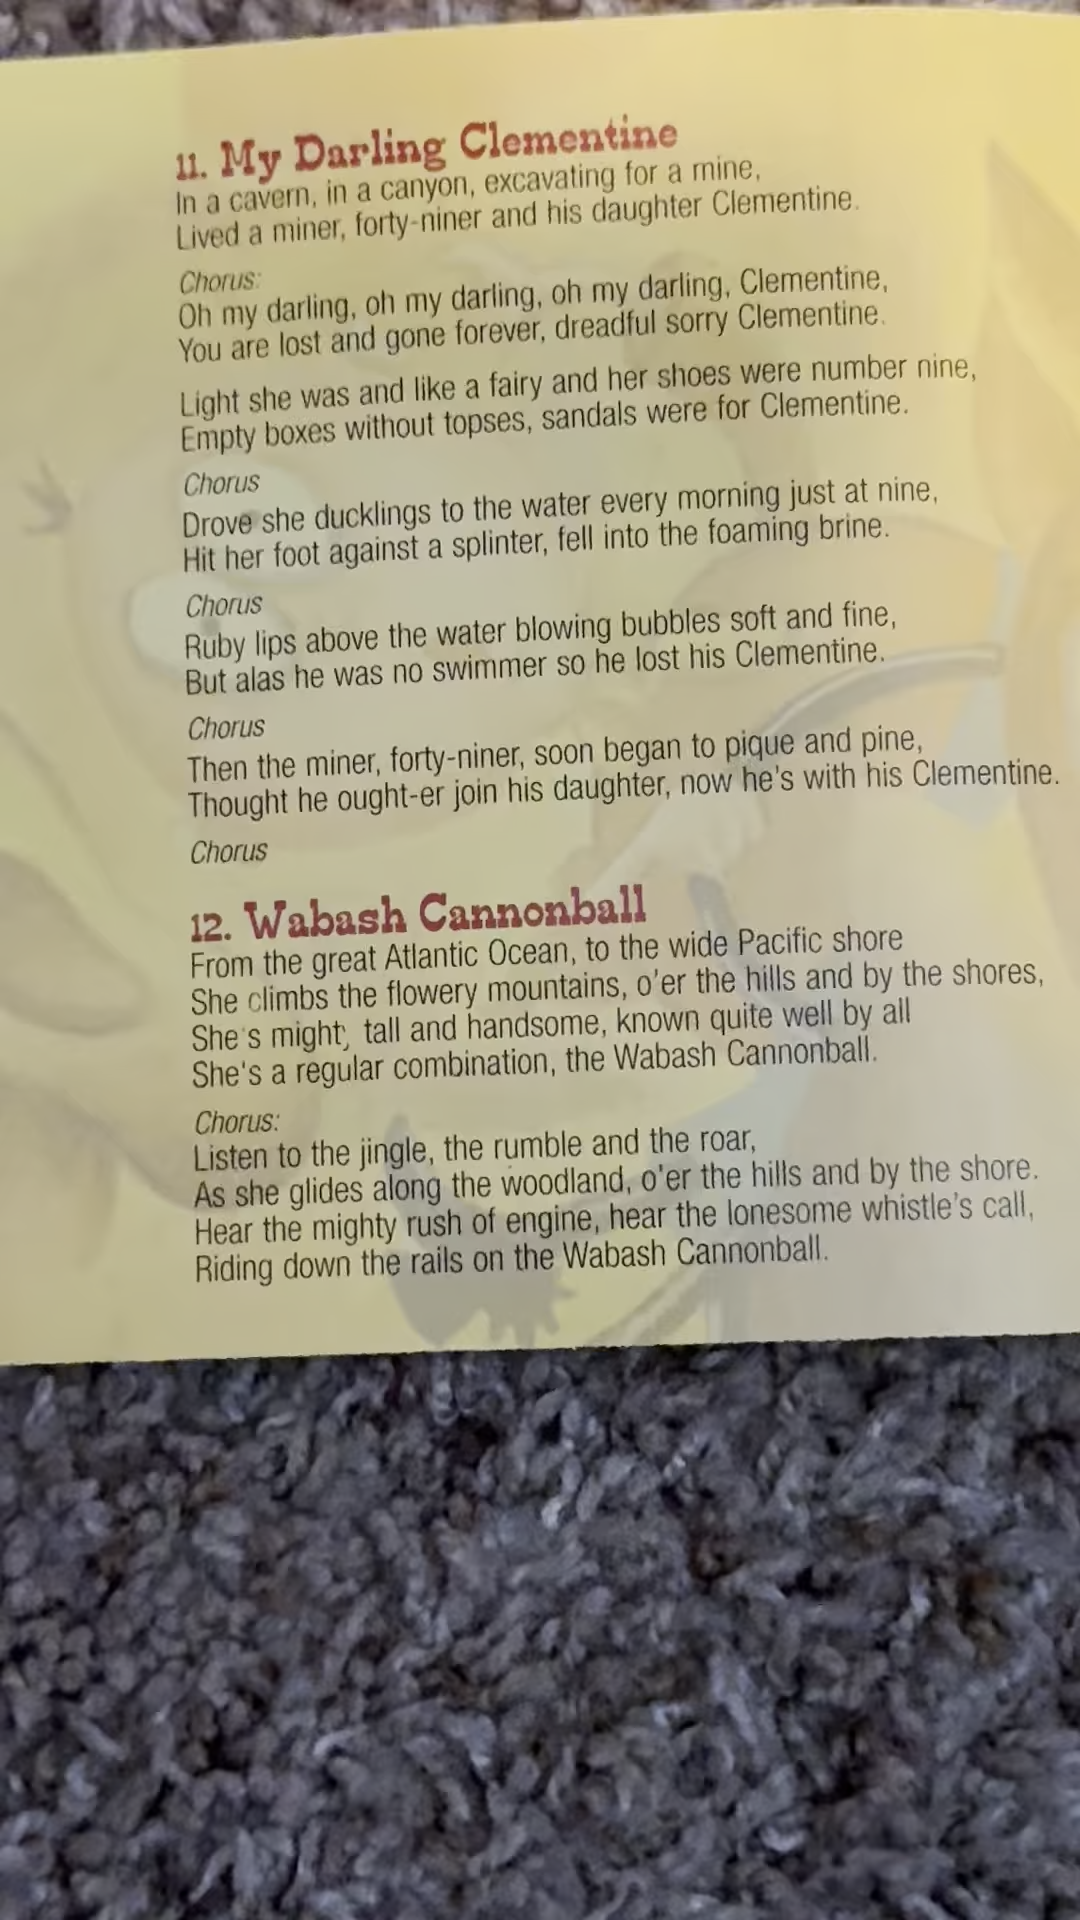 11. My Darling Clementine
In a cavern, in a canyon, excavating for a mine,
Lived a miner, forty-niner and his daughter Clementine.
Chorus:
Oh my darling, oh my darling, oh my darling, Clementine,
You are lost and gone forever, dreadful sorry Clementine.
Light she was and like a fairy and her shoes were number nine,
Empty boxes without topses, sandals were for Clementine.
Chorus
Drove she ducklings to the water every morning just at nine,
Hit her foot against a splinter, fell into the foaming brine.
Chorus
Ruby lips above the water blowing bubbles soft and fine,
But alas he was no swimmer so he lost his Clementine.
Chorus
Then the miner, forty-niner, soon began to pique and pine,
Thought he ought-er join his daughter, now he's with his Clementine.
Chorus
12. Wabash Cannonball
From the great Atlantic Ocean, to the wide Pacific shore
She climbs the flowery mountains, o'er the hills and by the shores,
She's mighty tall and handsome, known quite well by all
She's a regular combination, the Wabash Cannonball.
Chorus:
Listen to the jingle, the rumble and the roar,
As she glides along the woodland, o'er the hills and by the shore.
Hear the mighty rush of engine, hear the lonesome whistle's call,
Riding down the rails on the Wabash Cannonball.